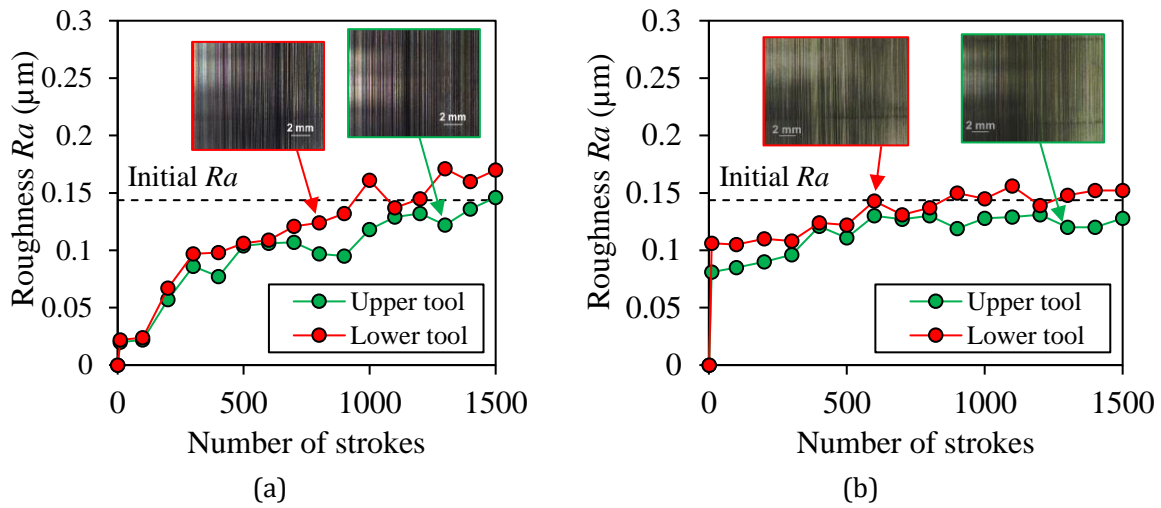 0.3
0.25
0.2
0.15
0.1
0.05
0
Roughness Ra (µm)
2 mm
2 mm
Initial Ra
Upper tool
Lower tool
0
500
1000
1500
Number of strokes
(a)
0.3
0.25
0.2
0.15
0.1
0.05
0
Roughness Ra (µm)
2 mm
2 mm
Initial Ra
Upper tool
Lower tool
0
500
1000
1500
Number of strokes
(b)